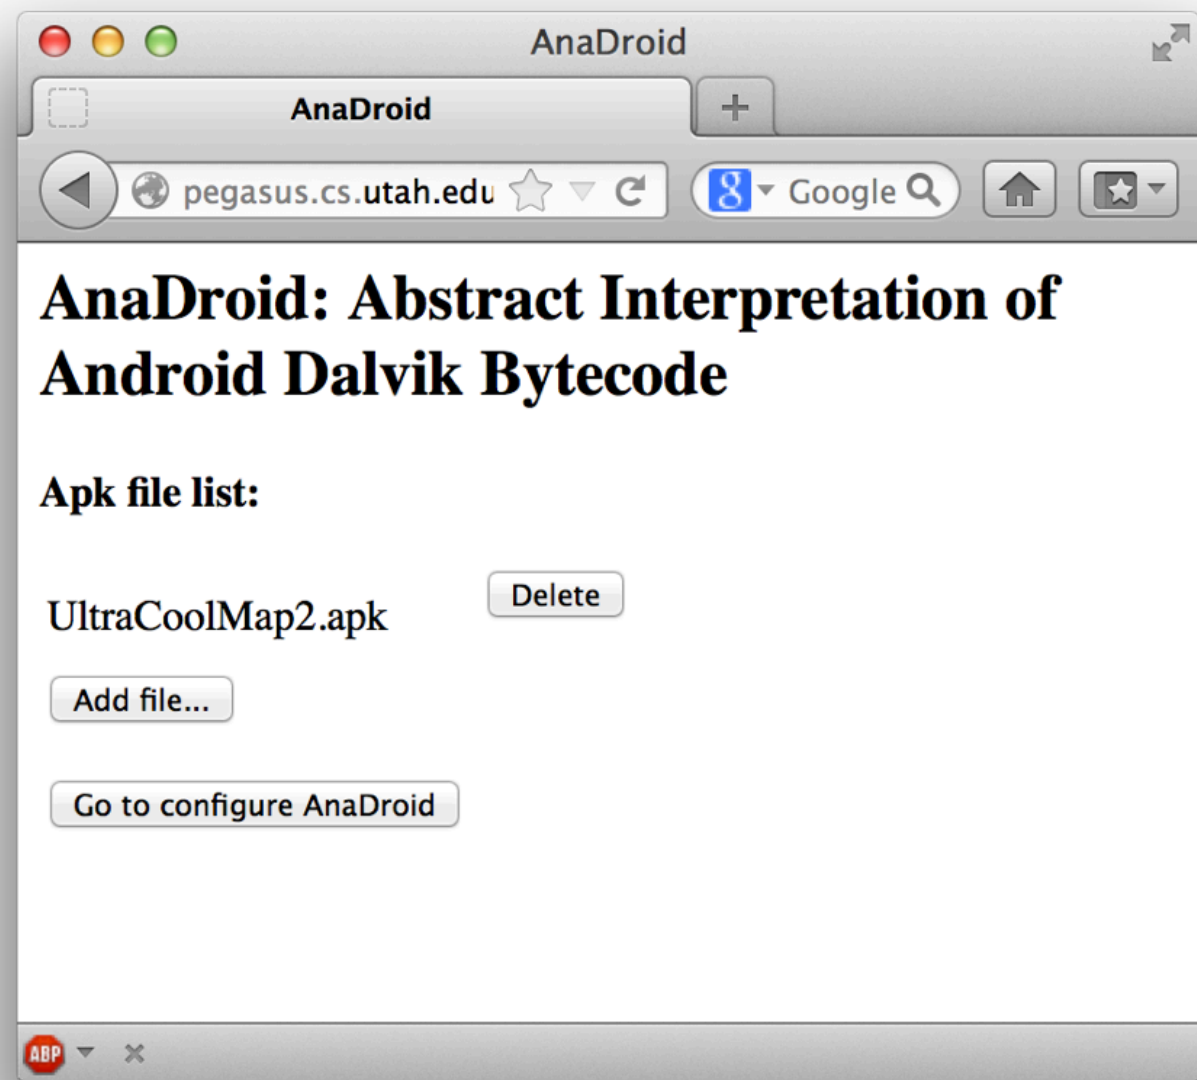 AnaDroid
AnaDroid
pegasus.cs.utah.edu
8 Google
AnaDroid: Abstract Interpretation of
Android Dalvik Bytecode
Apk file list:
Delete
UltraCoolMap2.apk
Add file...
Go to configure AnaDroid
ABP